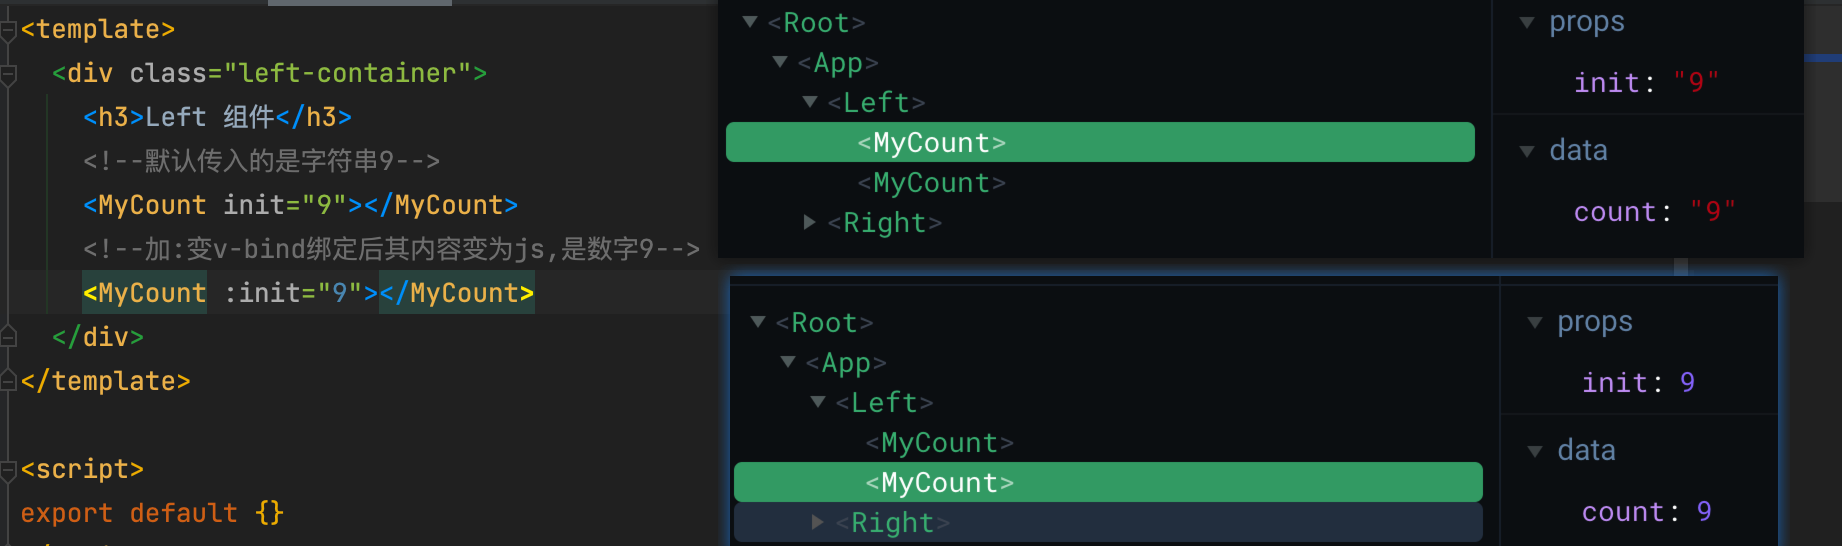 <template>
<div class="left-container">
<h3>Left 组件</h3>
<!--默认传入的是字符串9-->
<MyCount init="9"></MyCount>
<!--加:变v-bind绑定后其内容变为js,是数字9-->
<MyCount :init="9"></MyCount>
</div>
</template>
<script>
export default {}
<Root>
<App>
<Left>
<MyCount>
<MyCount>
<Right>
props
init: "9"
data
count: "9"
<Root>
<App>
<Left>
<MyCount>
<MyCount>
<Right>
props
init: 9
data
count: 9